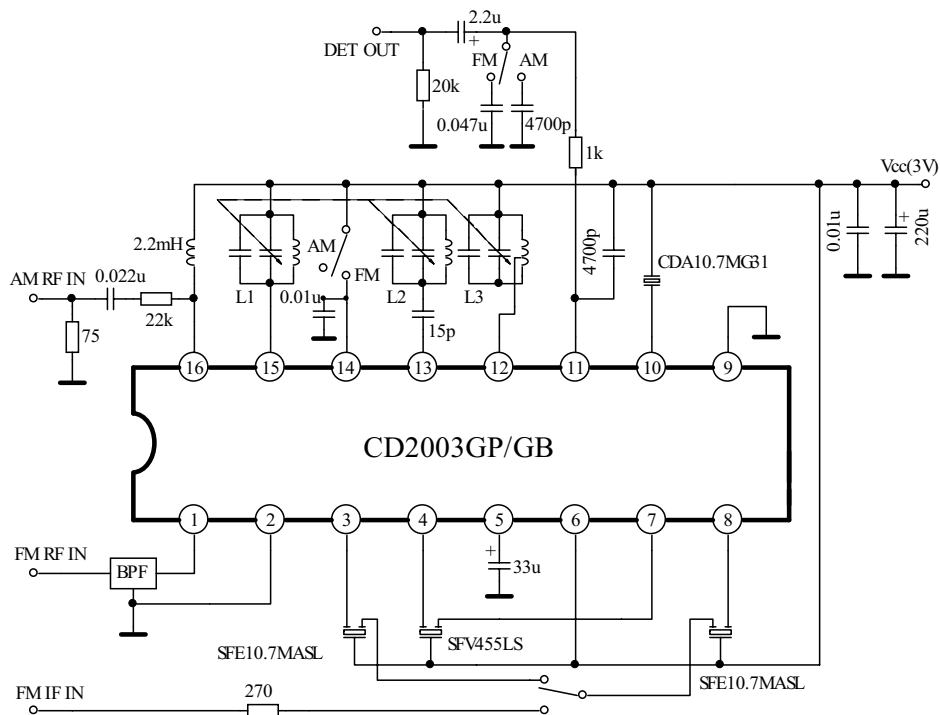 2.2u
+
DET OUT
FM AM
20k
0.047u 4700p
1k
Vcc(3V)
2.2mH
AM
FM
4700p
CDA10.7MG31
0.01u
+
220u
AM RF IN 0.022u
22k
75
L1 0.01u L2 L3
15p
16 15 14 13 12 11 10 9
CD2003GP/GB
1 2 3 4 5 6 7 8
FM RF IN
BPF
+
33u
SFE10.7MASL
SFV455LS
SFE10.7MASL
FM IF IN
270